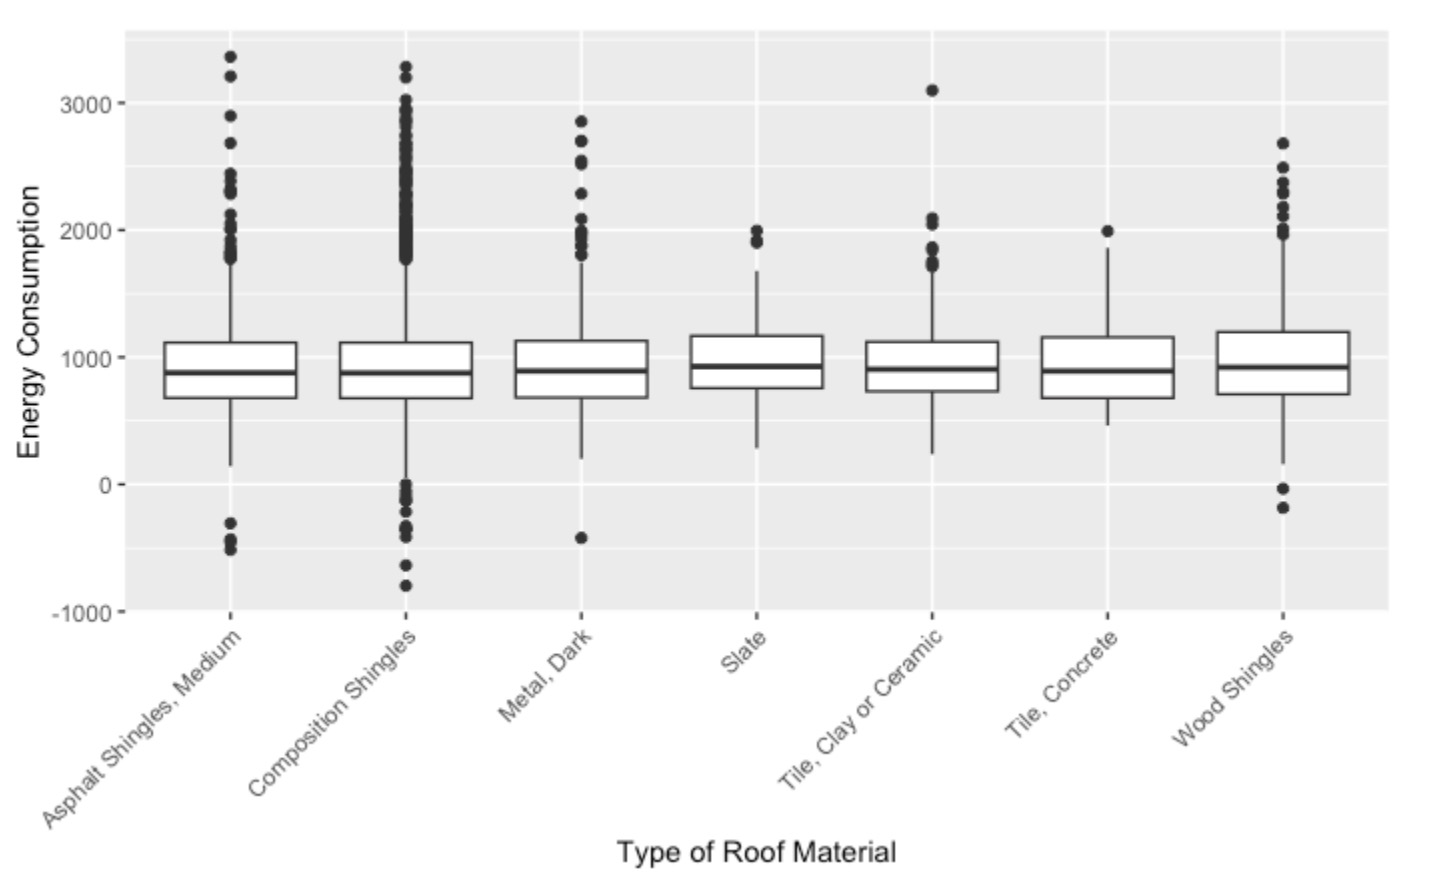 Energy Consumption
3000
2000
1000
0
-1000
Asphalt Shingles, Medium
Composition Shingles
Metal, Dark
Slate
Tile, Clay or Ceramic
Tile, Concrete
Wood Shingles
Type of Roof Material